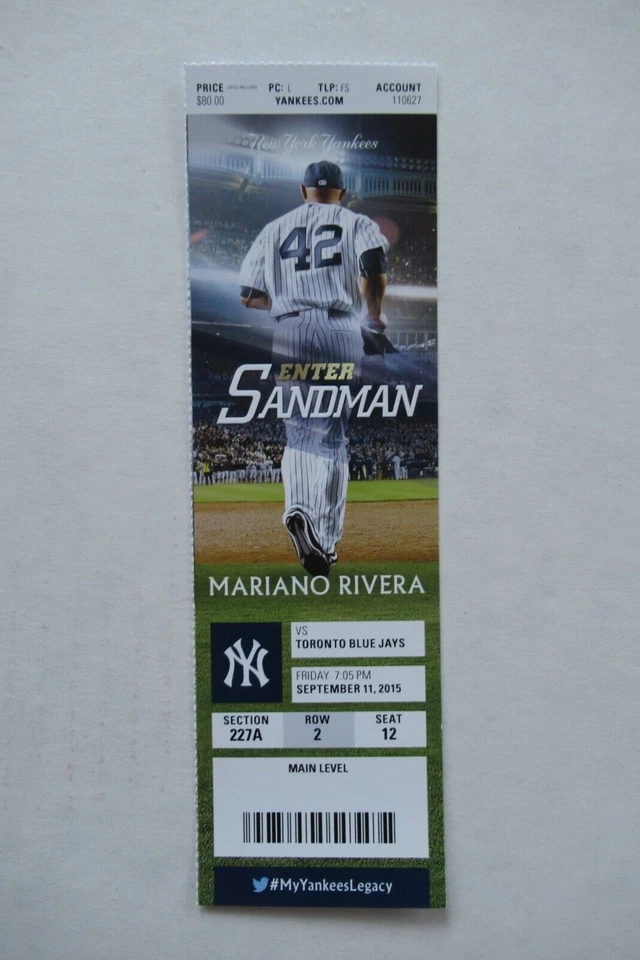 PRICE PC: L TLP: FS ACCOUNT
$80.00 YANKEES.COM 110627
New York Yankees
42
ENTER
SANDMAN
MARIANO RIVERA
NY
VS
TORONTO BLUE JAYS
FRIDAY 7:05 PM
SEPTEMBER 11, 2015
SECTION ROW SEAT
227A 2 12
MAIN LEVEL
#MyYankeesLegacy